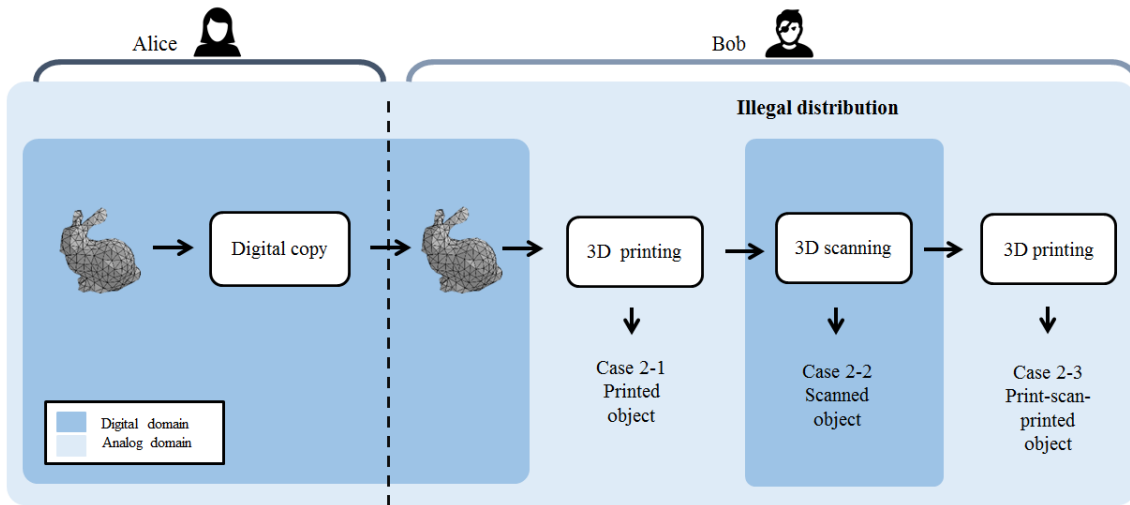 Alice
Bob
Illegal distribution
Digital copy
3D printing
3D scanning
3D printing
Case 2-1
Printed
object
Case 2-2
Scanned
object
Case 2-3
Print-scan-
printed
object
Digital domain
Analog domain